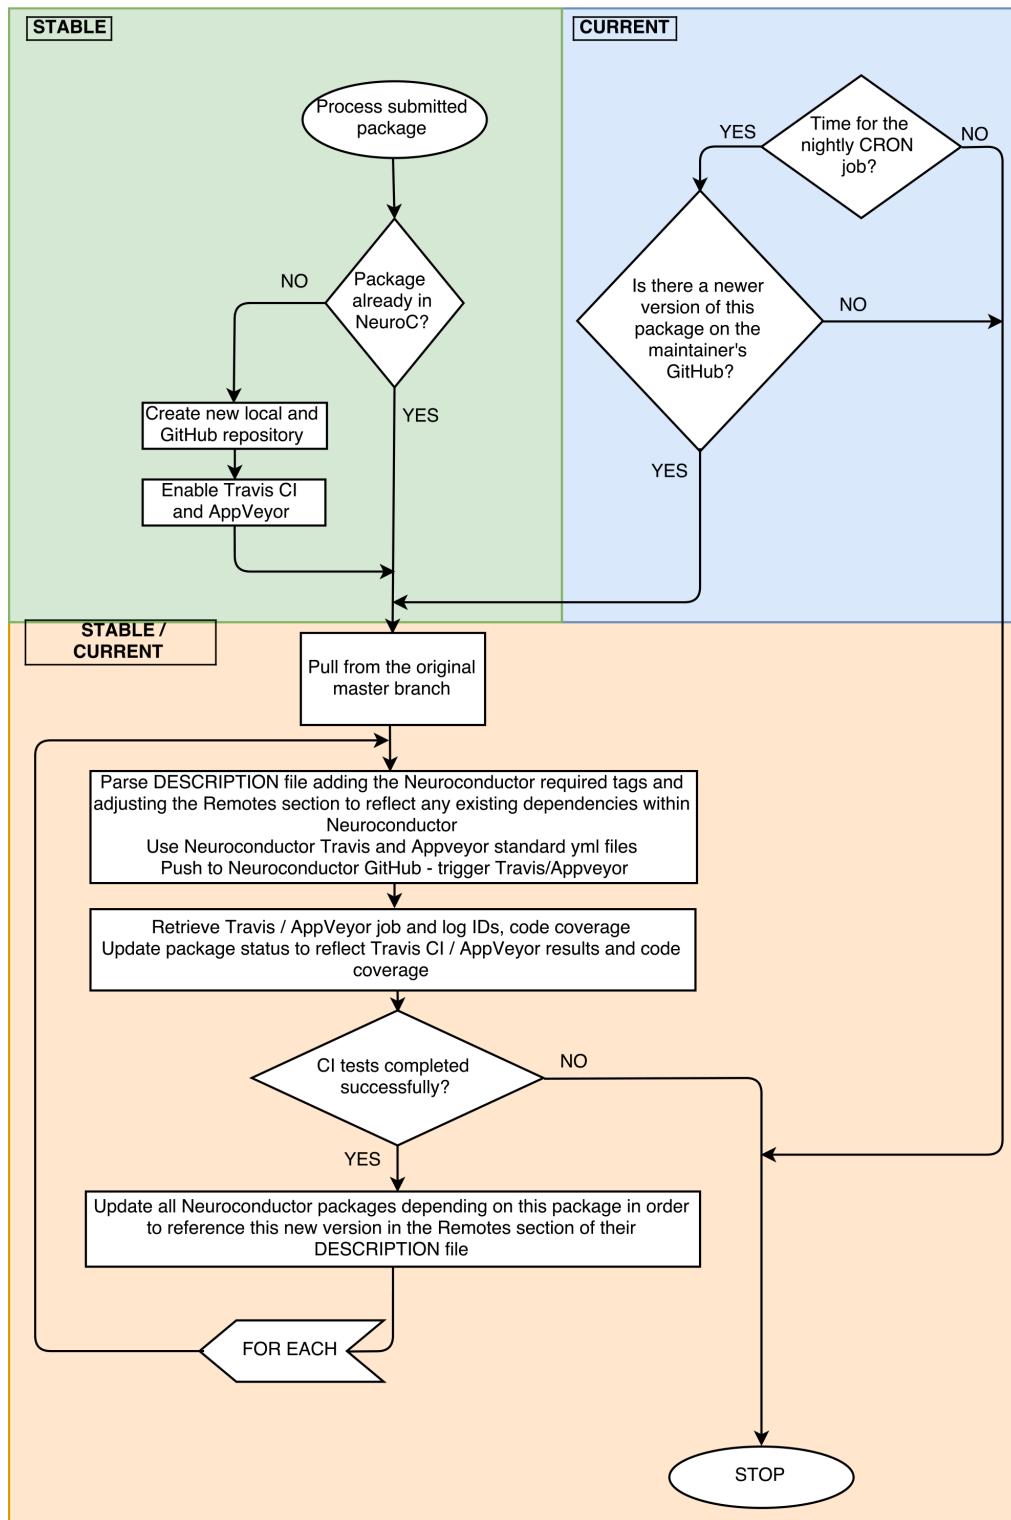 STABLE
CURRENT
Process submitted
package
Time for the
nightly CRON
job?
YES
NO
Package
already in
NeuroC?
NO
YES
Is there a newer
version of this
package on the
maintainer's
GitHub?
NO
YES
Create new local and
GitHub repository
Enable Travis CI
and AppVeyor
STABLE /
CURRENT
Pull from the original
master branch
Parse DESCRIPTION file adding the Neuroconductor required tags and
adjusting the Remotes section to reflect any existing dependencies within
Neuroconductor
Use Neuroconductor Travis and Appveyor standard yml files
Push to Neuroconductor GitHub - trigger Travis/Appveyor
Retrieve Travis / AppVeyor job and log IDs, code coverage
Update package status to reflect Travis CI / AppVeyor results and code
coverage
CI tests completed
successfully?
NO
YES
Update all Neuroconductor packages depending on this package in order
to reference this new version in the Remotes section of their
DESCRIPTION file
FOR EACH
STOP